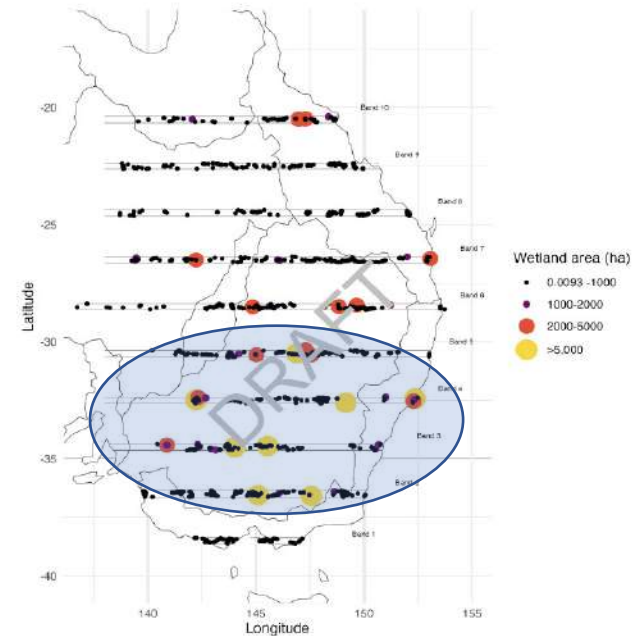 -20
-25
-30
-35
-40
Latitude
140
145
150
155
Longitude
Band 10
Band 9
Band 8
Band 7
Band 6
Band 5
Band 4
Band 3
Band
Band 1
DRAFT
Wetland area (ha)
0.0093 -1000
1000-2000
2000-5000
>5,000